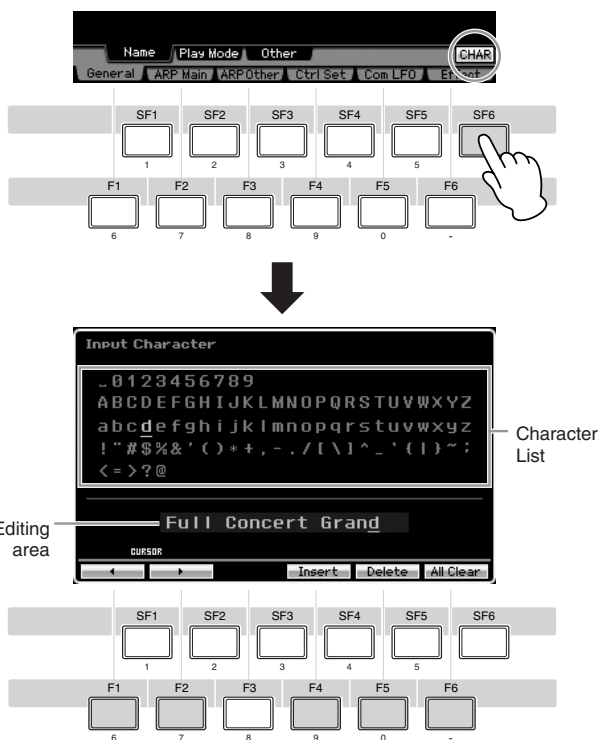 Name Play Mode Other CHAR
General ARP Main ARP Other Ctrl Set Com LFO Effect
SF1 SF2 SF3 SF4 SF5 SF6
1 2 3 4 5
F1 F2 F3 F4 F5 F6
6 7 8 9 0 -
Input Character
˽0123456789
ABCDEFGHIJKLMNOPQRSTUVWXYZ
abcdefghijklmnopqrstuvwxyz
!"#$%&'()*+,-./[\]^_`{|}~;
<=>?@
Character
List
Full Concert Grand
Editing
area
CURSOR
Insert Delete All Clear
SF1 SF2 SF3 SF4 SF5 SF6
1 2 3 4 5
F1 F2 F3 F4 F5 F6
6 7 8 9 0 -